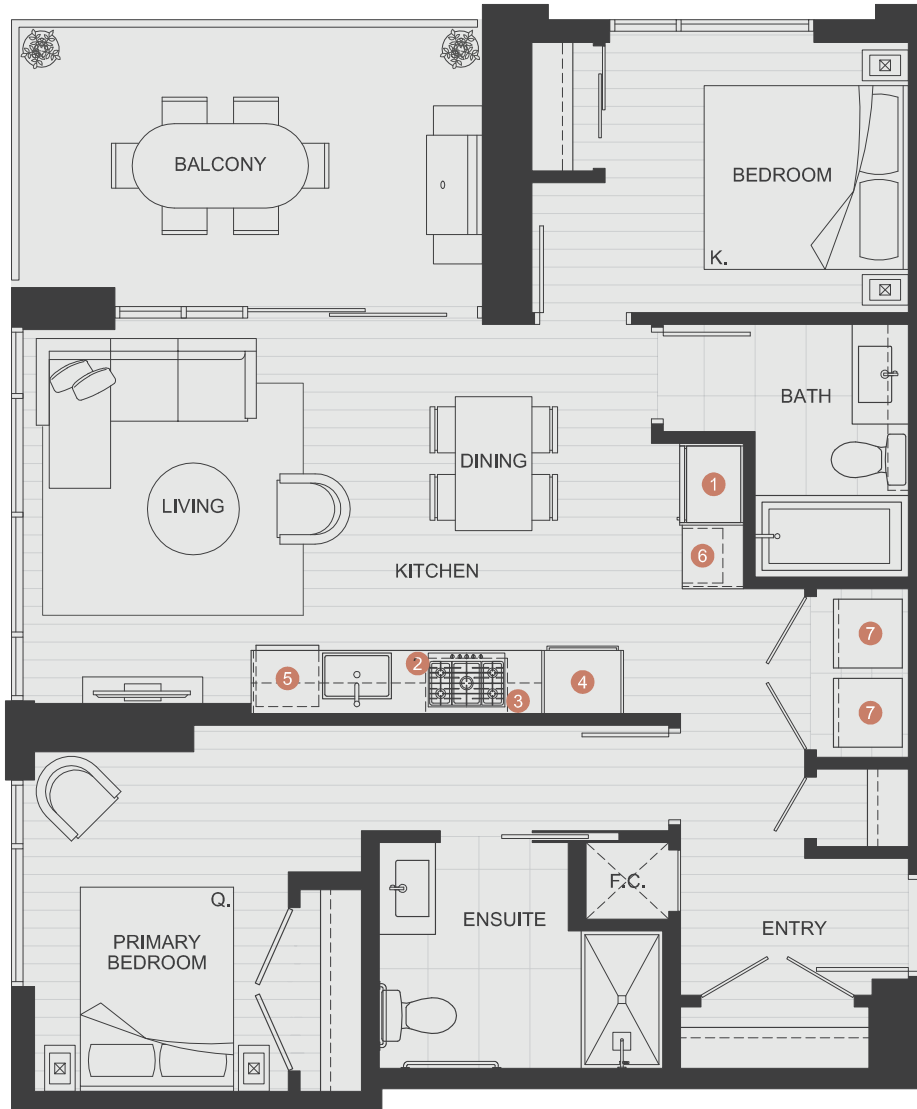 BALCONY
BEDROOM
K.
BATH
DINING
LIVING
1
KITCHEN
6
7
2
5
4
3
7
F.C.
Q.
ENSUITE
ENTRY
PRIMARY
BEDROOM